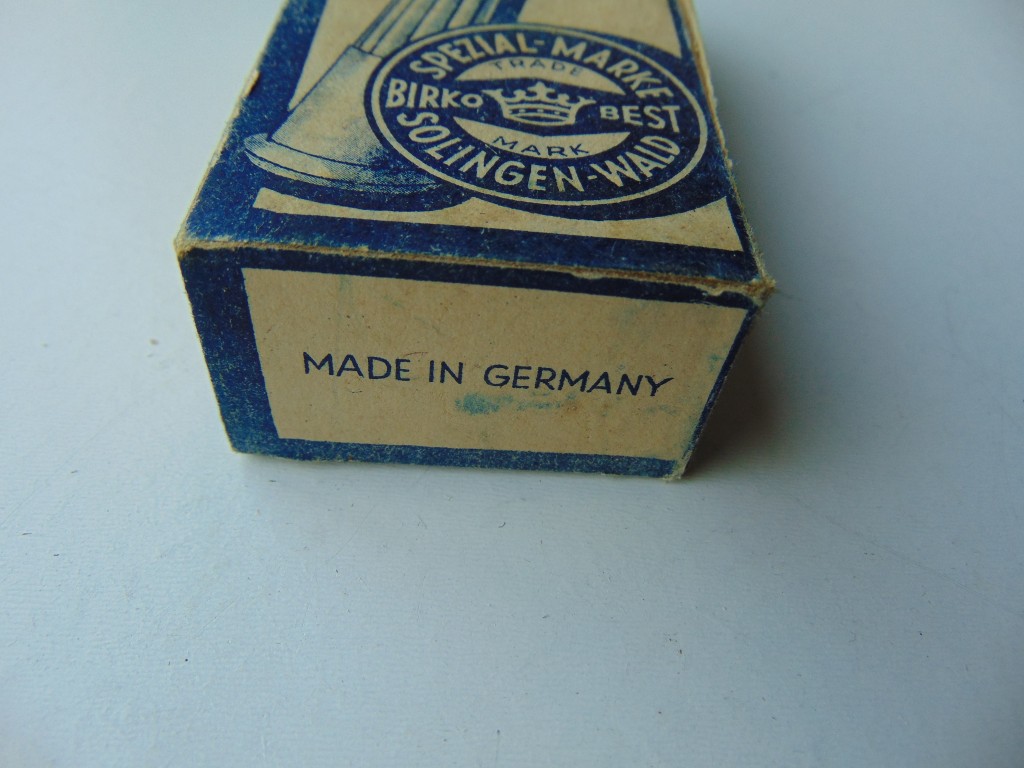 SPEZIAL-MARKE
TRADE
BIRKO BEST
MARK
SOLINGEN-WALD
MADE IN GERMANY